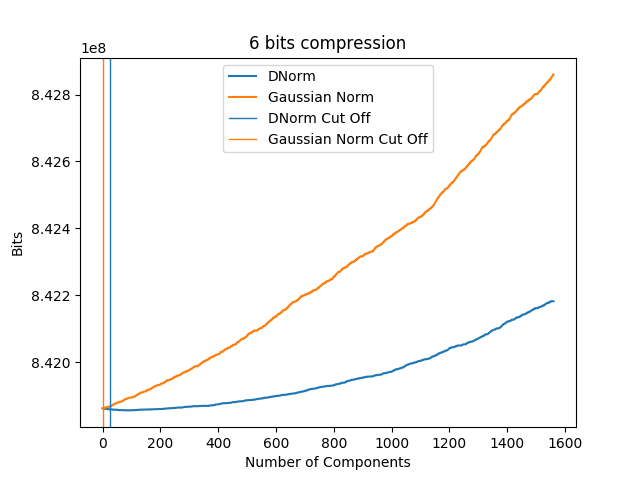 6 bits compression
1e8
DNorm
Gaussian Norm
DNorm Cut Off
Gaussian Norm Cut Off
8.428
8.426
8.424
8.422
8.420
Bits
0 200 400 600 800 1000 1200 1400 1600
Number of Components